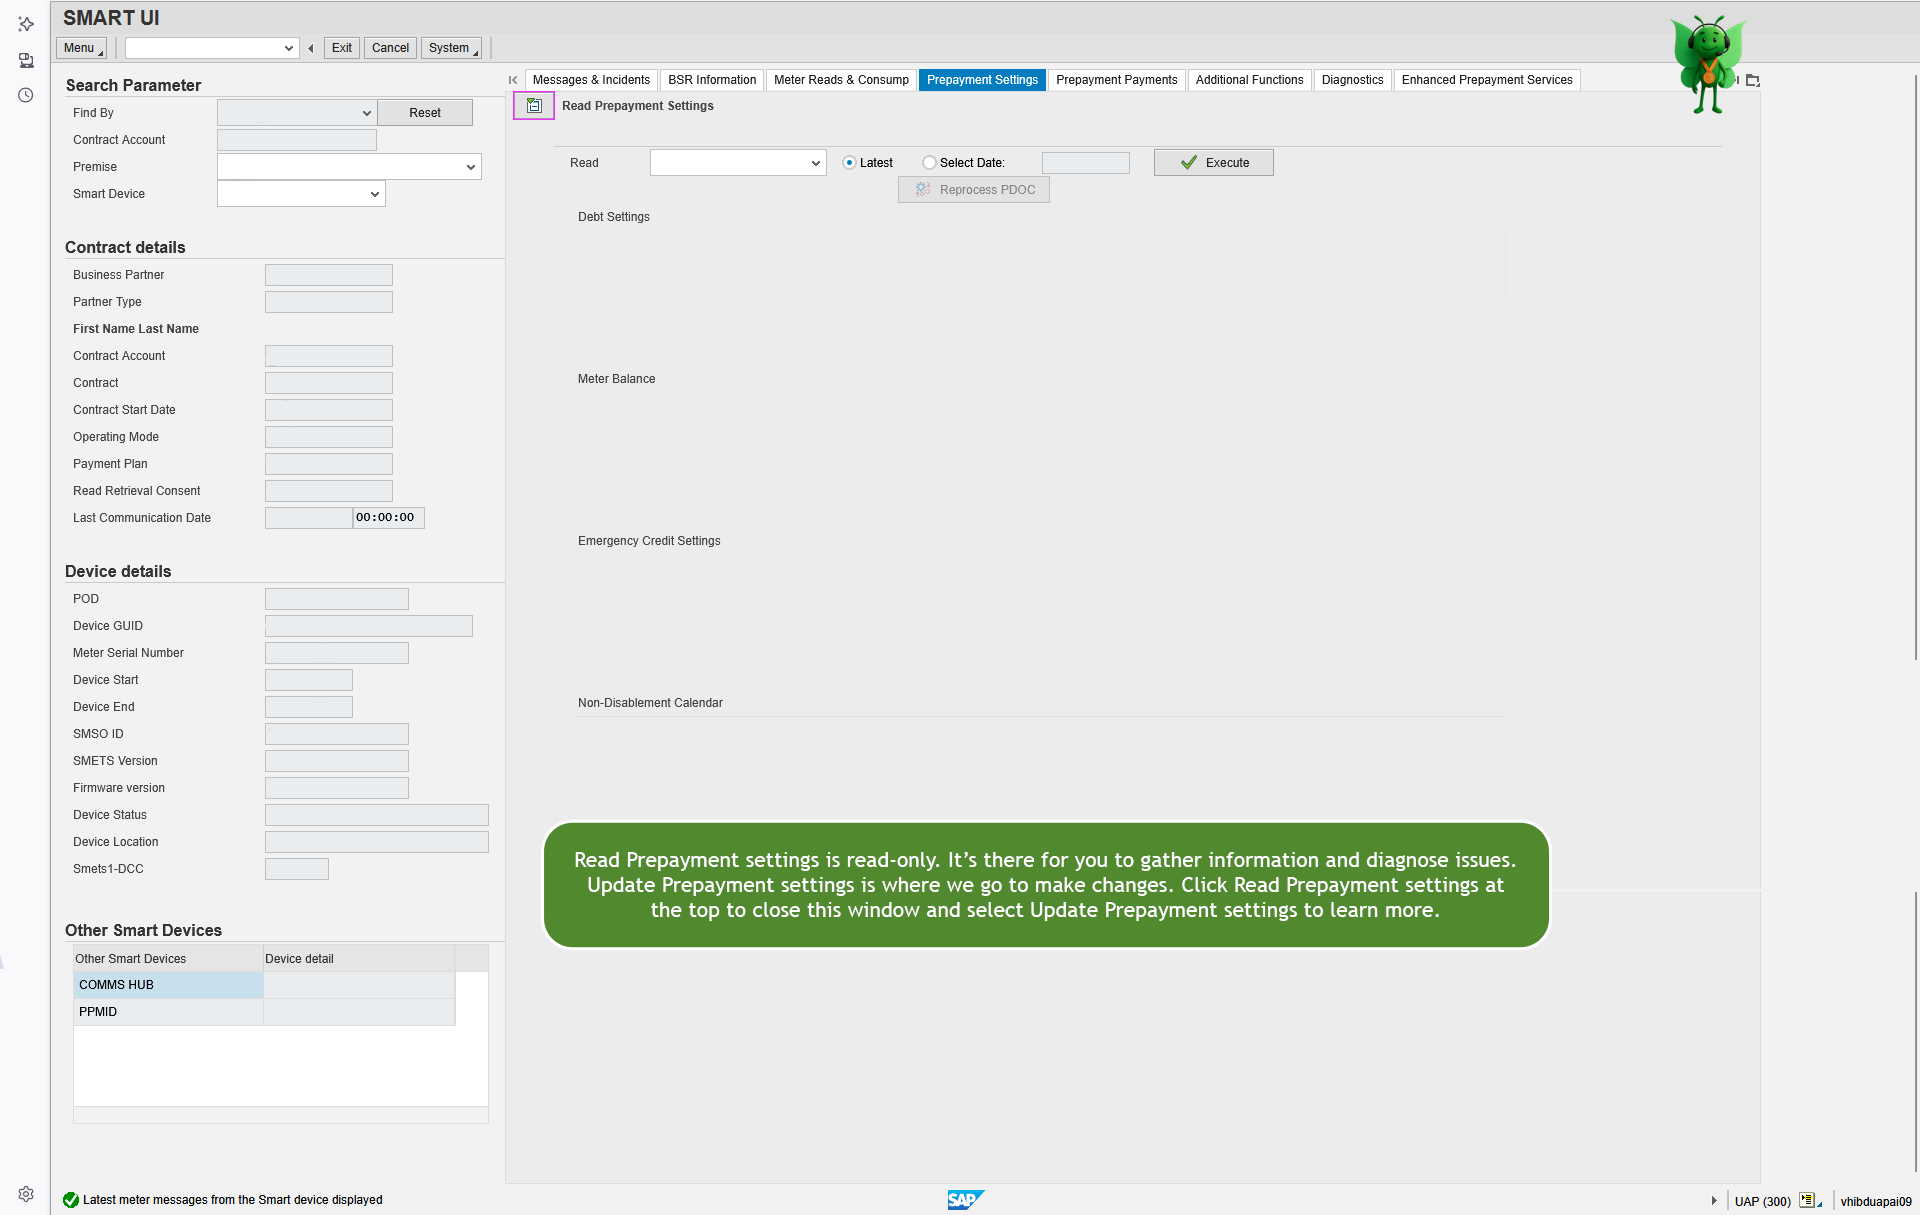 SMART UI
Menu
Exit
Cancel
System
Search Parameter
Find By
Reset
Contract Account
Premise
Smart Device
Contract details
Business Partner
Partner Type
First Name Last Name
Contract Account
Contract
Contract Start Date
Operating Mode
Payment Plan
Read Retrieval Consent
Last Communication Date 00:00:00
Device details
POD
Device GUID
Meter Serial Number
Device Start
Device End
SMSO ID
SMETS Version
Firmware version
Device Status
Device Location
Smets1-DCC
Other Smart Devices
Other Smart Devices Device detail
COMMS HUB
PPMID
Messages & Incidents
BSR Information
Meter Reads & Consump
Prepayment Settings
Prepayment Payments
Additional Functions
Diagnostics
Enhanced Prepayment Services
Read Prepayment Settings
Read Latest Select Date: Execute
Reprocess PDOC
Debt Settings
Meter Balance
Emergency Credit Settings
Non-Disablement Calendar
Read Prepayment settings is read-only. It’s there for you to gather information and diagnose issues.
Update Prepayment settings is where we go to make changes. Click Read Prepayment settings at
the top to close this window and select Update Prepayment settings to learn more.
Latest meter messages from the Smart device displayed
SAP
UAP (300)
vhibduapai09